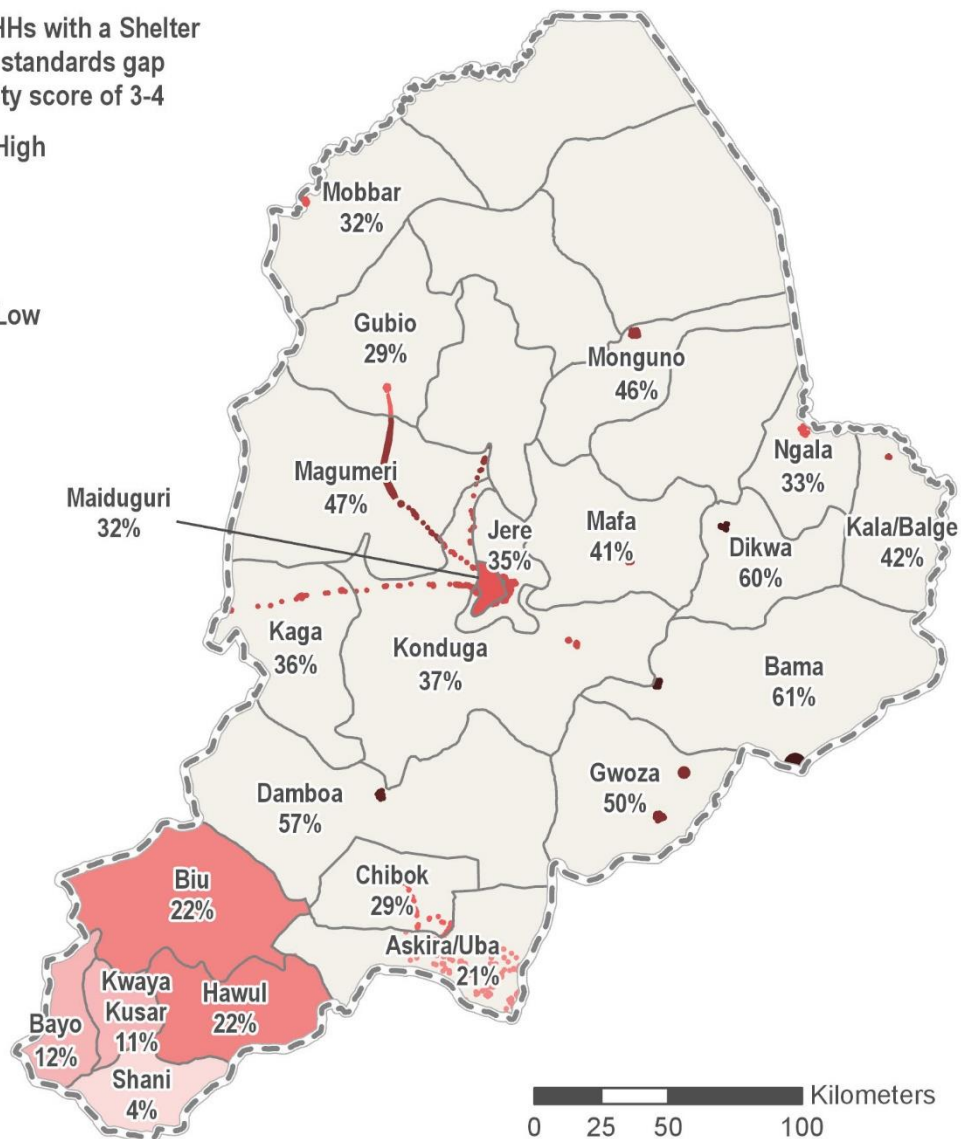 HHs with a Shelter
standards gap
ty score of 3-4
High
Low
Mobbar
32%
Gubio
29%
Monguno
46%
Ngala
33%
Magumeri
47%
Maiduguri
32%
Jere
35%
Mafa
41%
Dikwa
60%
Kala/Balge
42%
Kaga
36%
Konduga
37%
Bama
61%
Gwoza
50%
Damboa
57%
Chibok
29%
Biu
22%
Askira/Uba
21%
Kwaya
Kusar
11%
Hawul
22%
Bayo
12%
Shani
4%
Kilometers
0 25 50 100